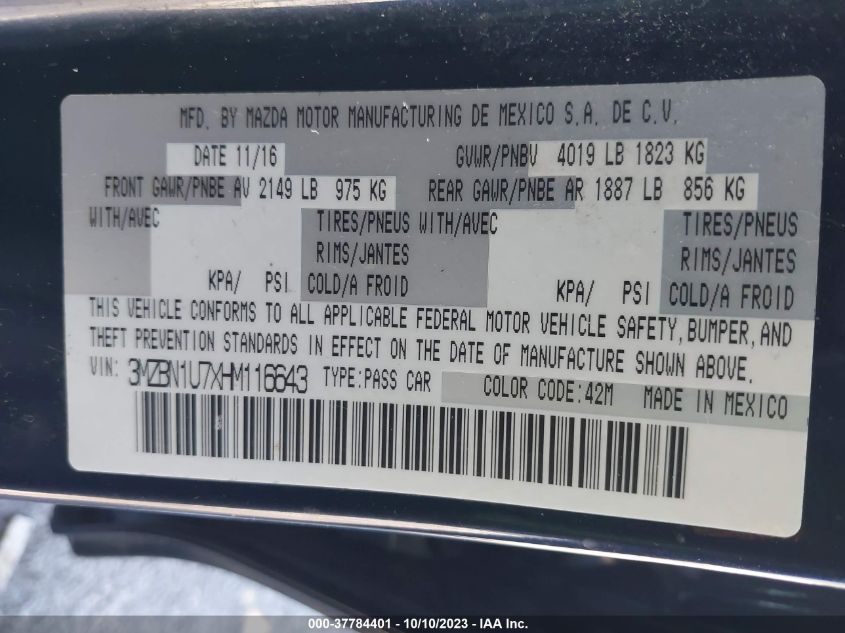 MFD. BY MAZDA MOTOR MANUFACTURING DE MEXICO S.A. DE C.V.
DATE 11/16 GVWR/PNBV 4019 LB 1823 KG
FRONT GAWR/PNBE AV 2149 LB 975 KG REAR GAWR/PNBE AR 1887 LB 856 KG
WITH/AVEC TIRES/PNEUS WITH/AVEC TIRES/PNEUS
RIMS/JANTES RIMS/JANTES
KPA/ PSI COLD/A FROID KPA/ PSI COLD/A FROID
THIS VEHICLE CONFORMS TO ALL APPLICABLE FEDERAL MOTOR VEHICLE SAFETY, BUMPER, AND
THEFT PREVENTION STANDARDS IN EFFECT ON THE DATE OF MANUFACTURE SHOWN ABOVE.
VIN: 3MZBN1U7XHM116643 TYPE:PASS CAR COLOR CODE:42M MADE IN MEXICO
000-37784401 - 10/10/2023 - IAA Inc.